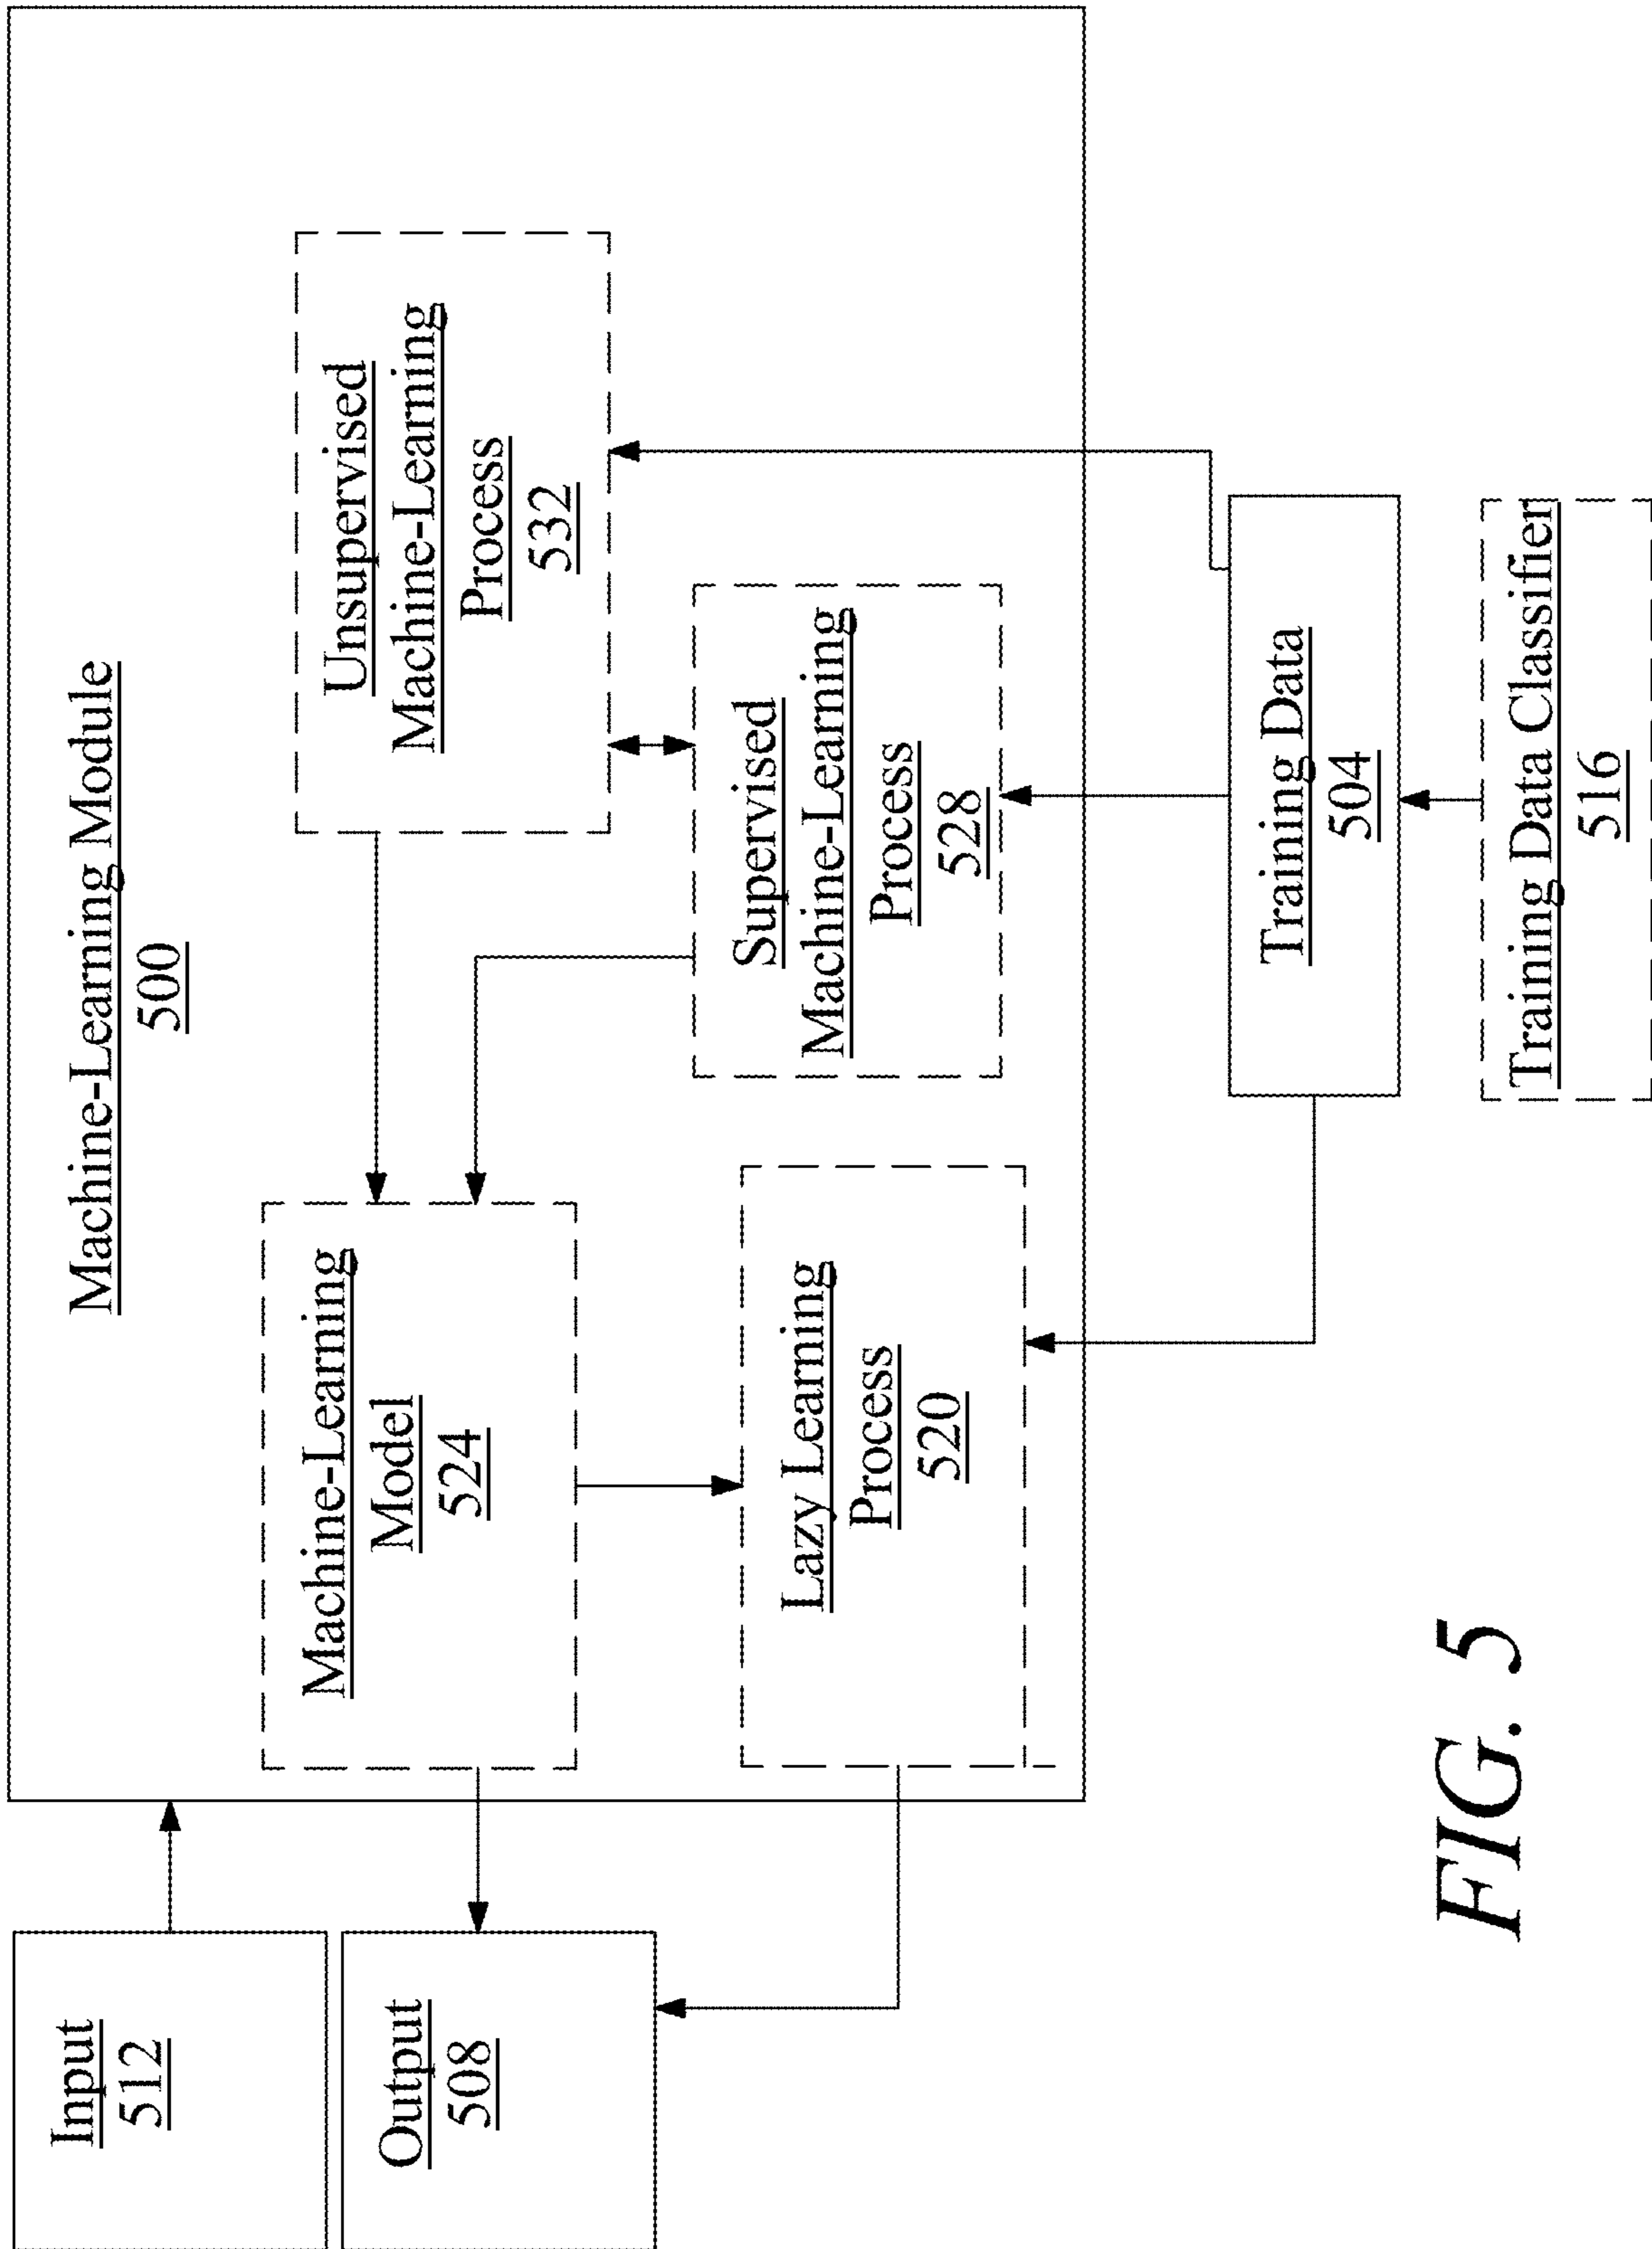 Machine-Learning Module
500
Input
512
Output
508
Machine-Learning
Model
524
Unsupervised
Machine-Learning
Process
532
Supervised
Machine-Learning
Process
528
Lazy Learning
Process
520
Training Data
504
Training Data Classifier
516
FIG. 5